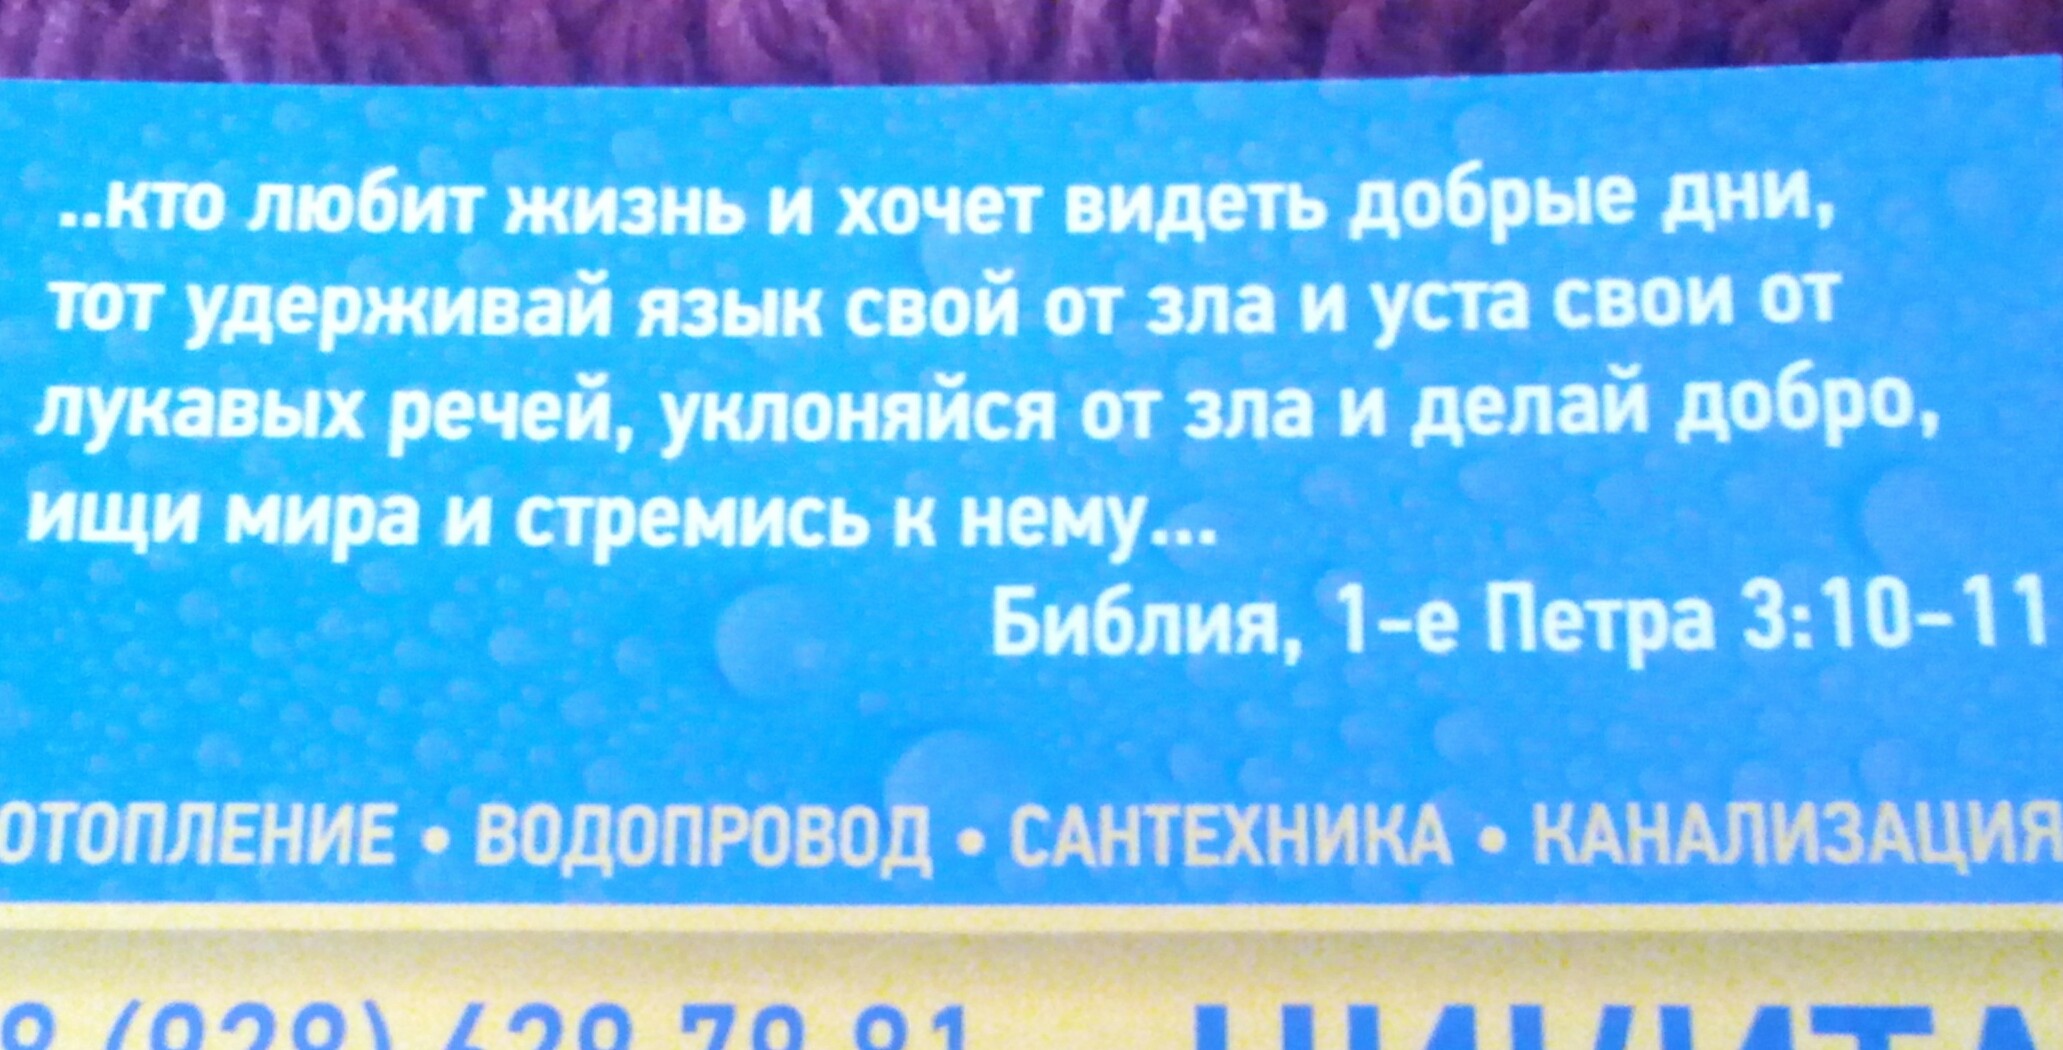 ..кто любит жизнь и хочет видеть добрые дни,
тот удерживай язык свой от зла и уста свои от
лукавых речей, уклоняйся от зла и делай добро,
ищи мира и стремись к нему...
Библия, 1-е Петра 3:10-11
ОТОПЛЕНИЕ • ВОДОПРОВОД • САНТЕХНИКА • КАНАЛИЗАЦИЯ